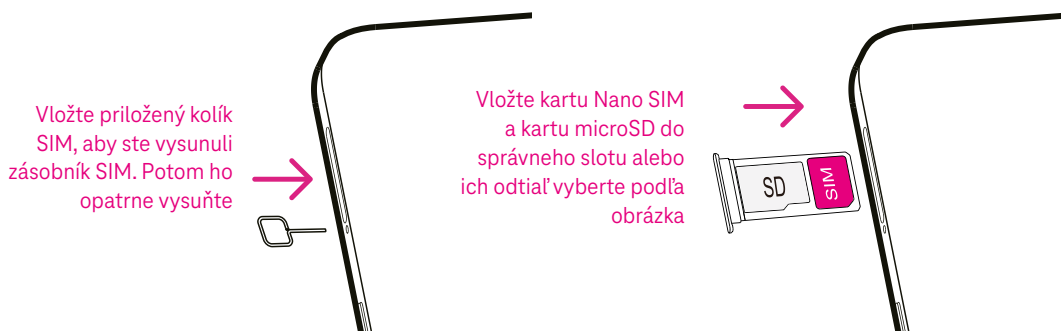 Vložte priložený kolík
SIM, aby ste vysunuli
zásobník SIM. Potom ho
opatrne vysuňte
Vložte kartu Nano SIM
a kartu microSD do
správneho slotu alebo
ich odtiaľ vyberte podľa
obrázka
SD
SIM